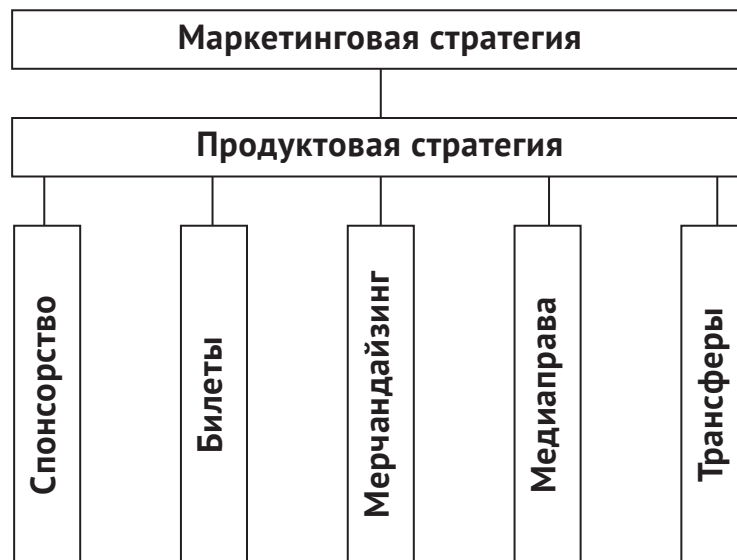 Маркетинговая стратегия
Продуктовая стратегия
Спонсорство
Билеты
Мерчандайзинг
Медиаправа
Трансферы